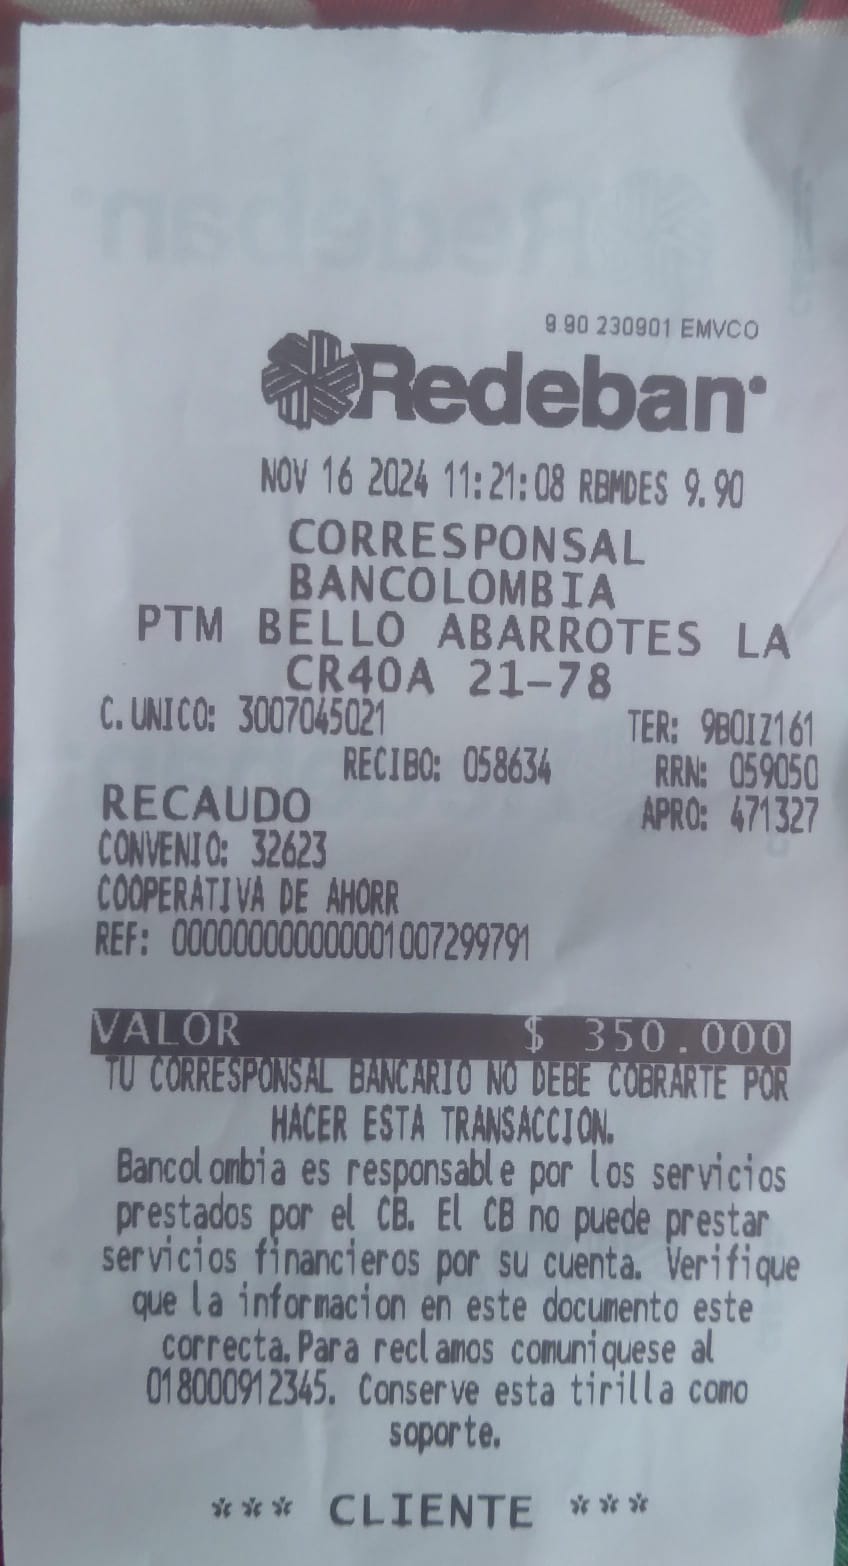 9.90 230901 EMVCO
Redeban
NOV 16 2024 11:21:08 RBMDES 9.90
CORRESPONSAL
BANCOLOMBIA
PTM BELLO ABARROTES LA
CR40A 21-78
C. UNICO: 3007045021 TER: 9BOIZ161
RECIBO: 058634 RRN: 059050
RECAUDO APRO: 471327
CONVENIO: 32623
COOPERATIVA DE AHORR
REF: 000000000000001007299791
VALOR $ 350.000
TU CORRESPONSAL BANCARIO NO DEBE COBRARTE POR
HACER ESTA TRANSACCION.
Bancolombia es responsable por los servicios
prestados por el CB. El CB no puede prestar
servicios financieros por su cuenta. Verifique
que la informacion en este documento este
correcta. Para reclamos comuniquese al
018000912345. Conserve esta tirilla como
soporte.
*** CLIENTE ***